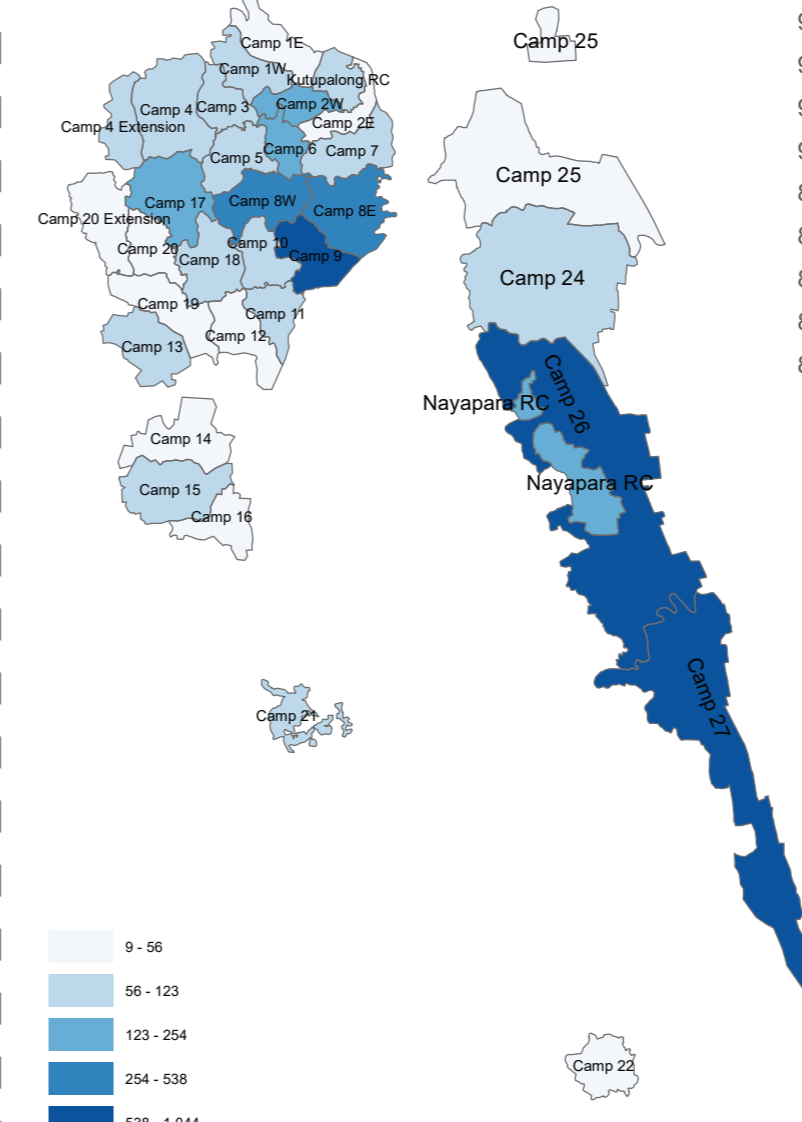 Camp 1E
Camp 25
Camp 1W
Kutupalong RC
Camp 4
Camp 3
Camp 2W
Camp 4 Extension
Camp 2E
Camp 6
Camp 7
Camp 5
Camp 25
Camp 17
Camp 8W
Camp 8E
Camp 20 Extension
Camp 20
Camp 10
Camp 18
Camp 9
Camp 24
Camp 19
Camp 11
Camp 12
Camp 13
Camp 26
Nayapara RC
Camp 14
Nayapara RC
Camp 15
Camp 16
Camp 27
Camp 21
9 - 56
56 - 123
123 - 254
254 - 538
Camp 22